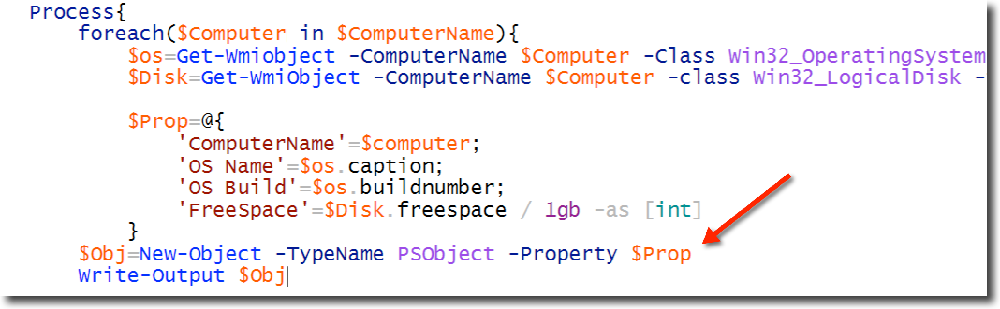 Process{
foreach($Computer in $ComputerName){
$os=Get-Wmiobject -ComputerName $Computer -Class Win32_OperatingSystem
$Disk=Get-WmiObject -ComputerName $Computer -class Win32_LogicalDisk -
$Prop=@{
'ComputerName'=$computer;
'OS Name'=$os.caption;
'OS Build'=$os.buildnumber;
'FreeSpace'=$Disk.freespace / 1gb -as [int]
}
$Obj=New-Object -TypeName PSObject -Property $Prop
Write-Output $Obj